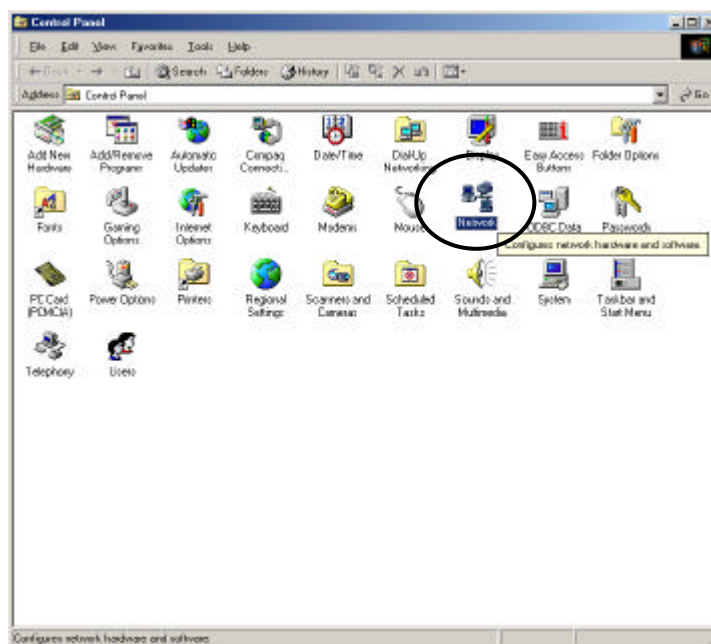 Control Panel
File Edit View Favorites Tools Help
Back Search Folders History
Address Control Panel Go
Add New Hardware
Add/Remove Programs
Automatic Updates
Compaq Connecti...
Date/Time
Dial-Up Networking
Display
Easy Access Buttons
Folder Options
Fonts
Gaming Options
Internet Options
Keyboard
Modems
Mouse
Network
ODBC Data
Passwords
Configures network hardware and software.
PC Card (PCMCIA)
Power Options
Printers
Regional Settings
Scanners and Cameras
Scheduled Tasks
Sounds and Multimedia
System
Taskbar and Start Menu
Telephony
Users
Configures network hardware and software.